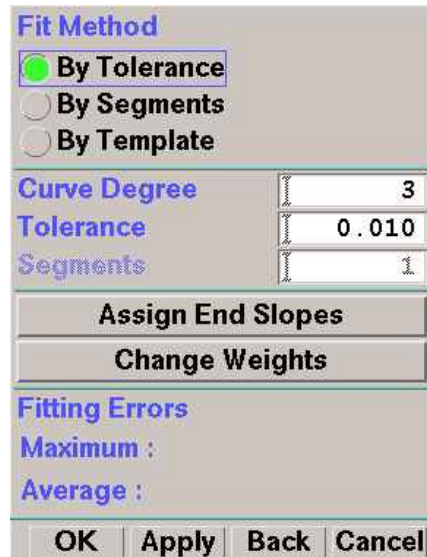 Fit Method
By Tolerance
By Segments
By Template
Curve Degree 3
Tolerance 0.010
Segments 1
Assign End Slopes
Change Weights
Fitting Errors
Maximum :
Average :
OK Apply Back Cancel